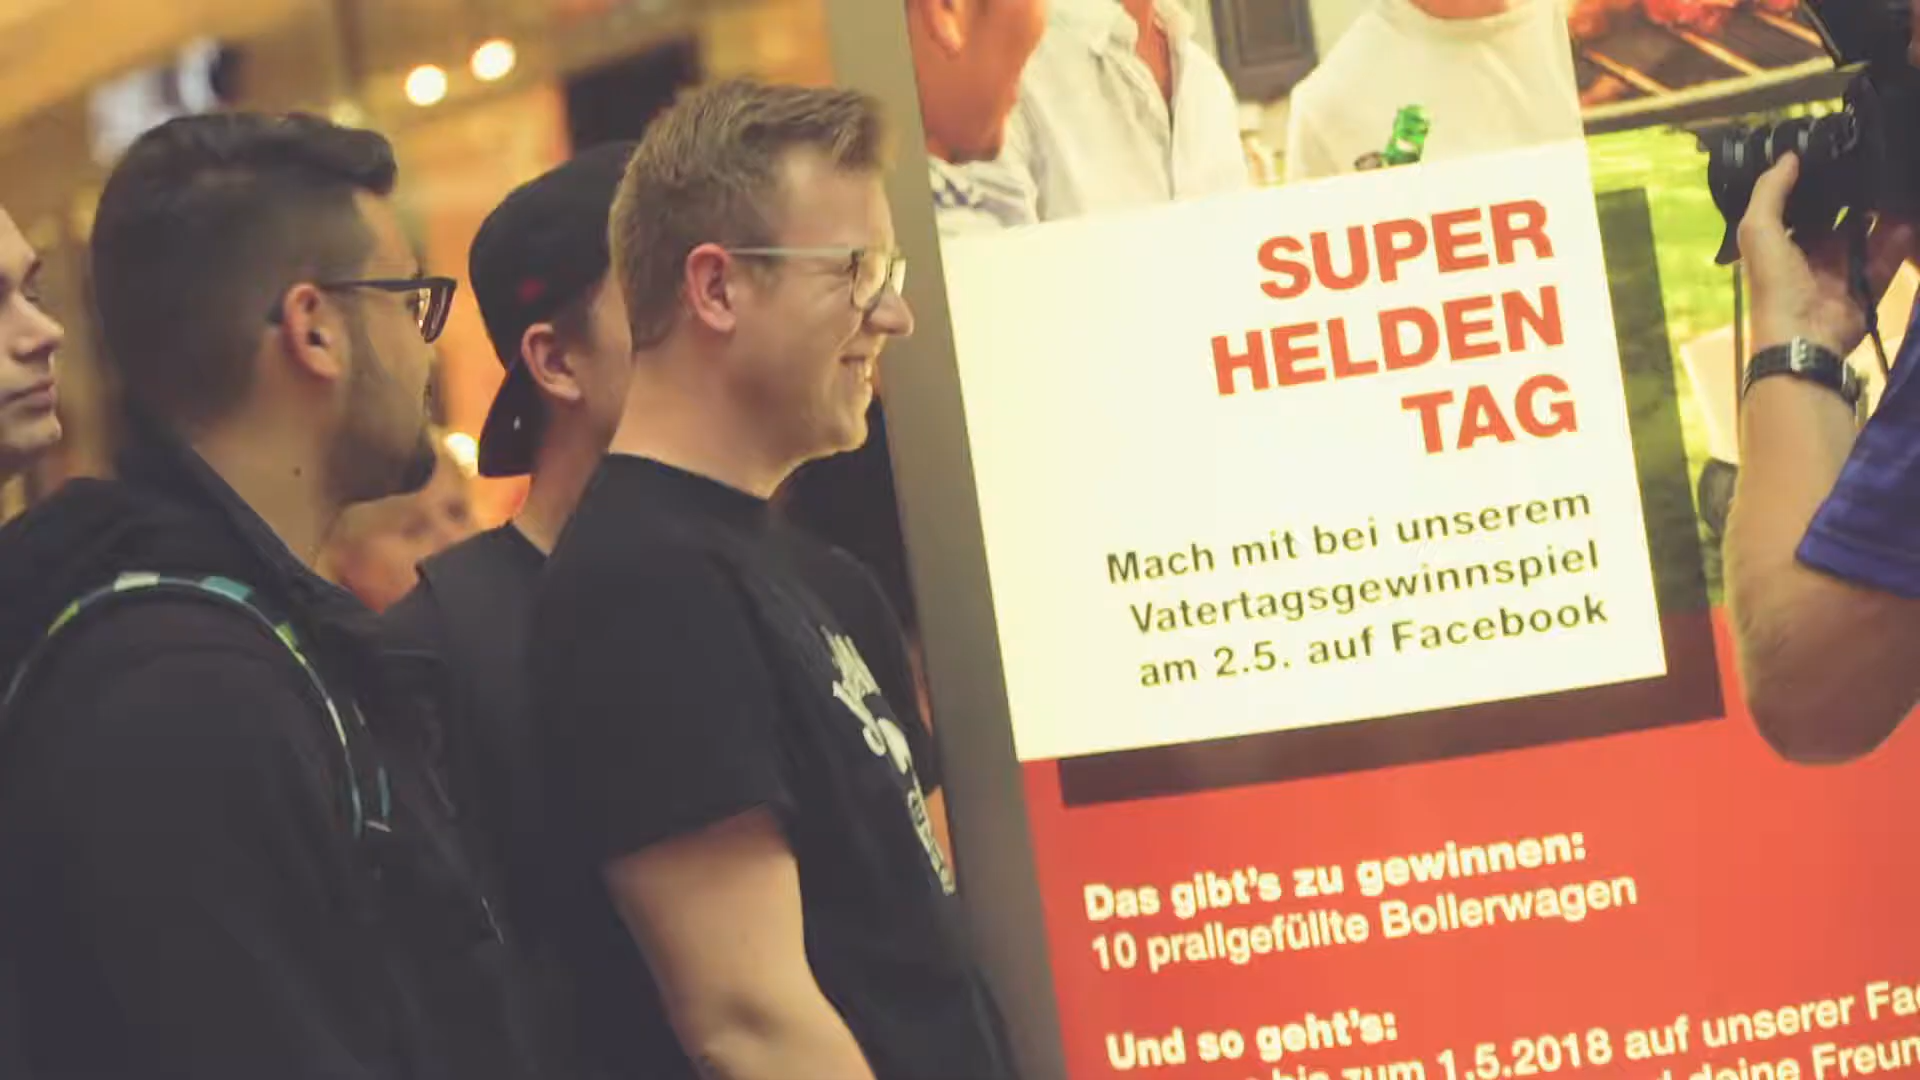 SUPER
HELDEN
TAG
Mach mit bei unserem
Vatertagsgewinnspiel
am 2.5. auf Facebook
Das gibt's zu gewinnen:
10 prallgefüllte Bollerwagen
Und so geht's:
bis zum 1.5.2018 auf unserer
deine